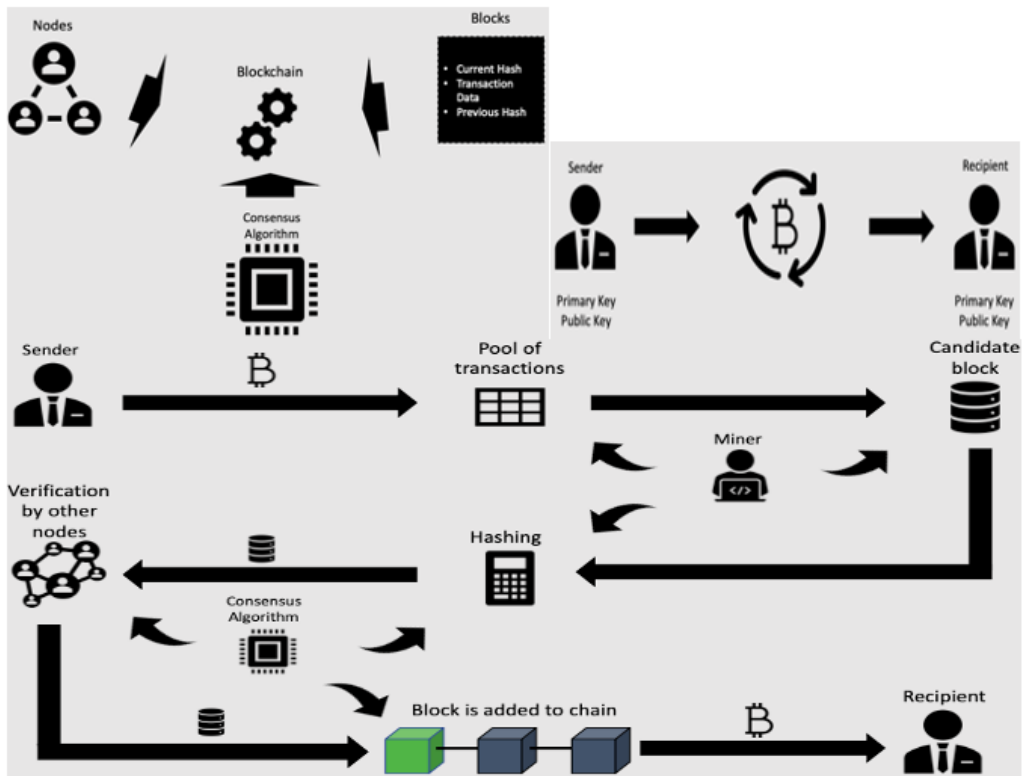 Nodes
Blockchain
Blocks
• Current Hash
• Transaction
Data
• Previous Hash
Consensus
Algorithm
Sender
Recipient
Primary Key
Public Key
Primary Key
Public Key
Sender
Pool of
transactions
Candidate
block
Miner
Verification
by other
nodes
Hashing
Consensus
Algorithm
Block is added to chain
Recipient